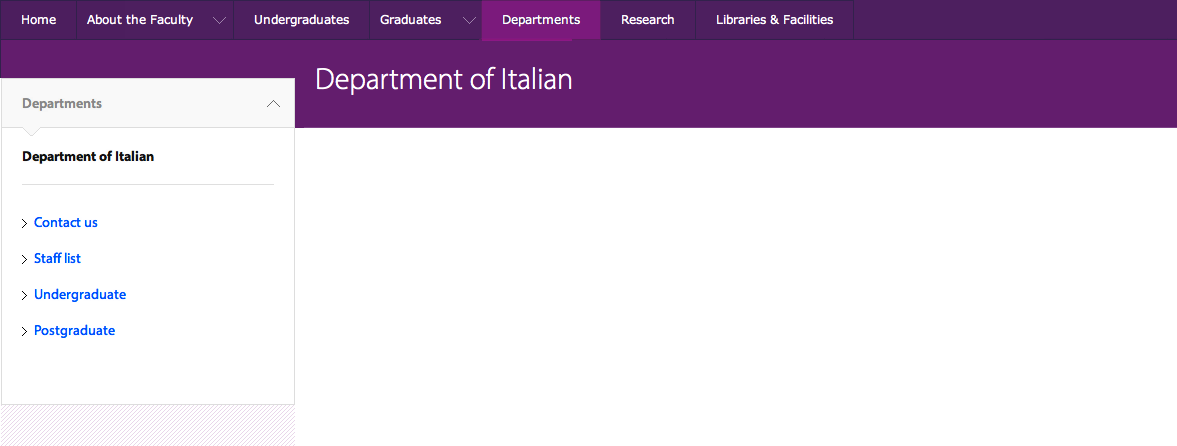 Home About the Faculty Undergraduates Graduates Departments Research Libraries & Facilities
Department of Italian
Departments
Department of Italian
Contact us
Staff list
Undergraduate
Postgraduate